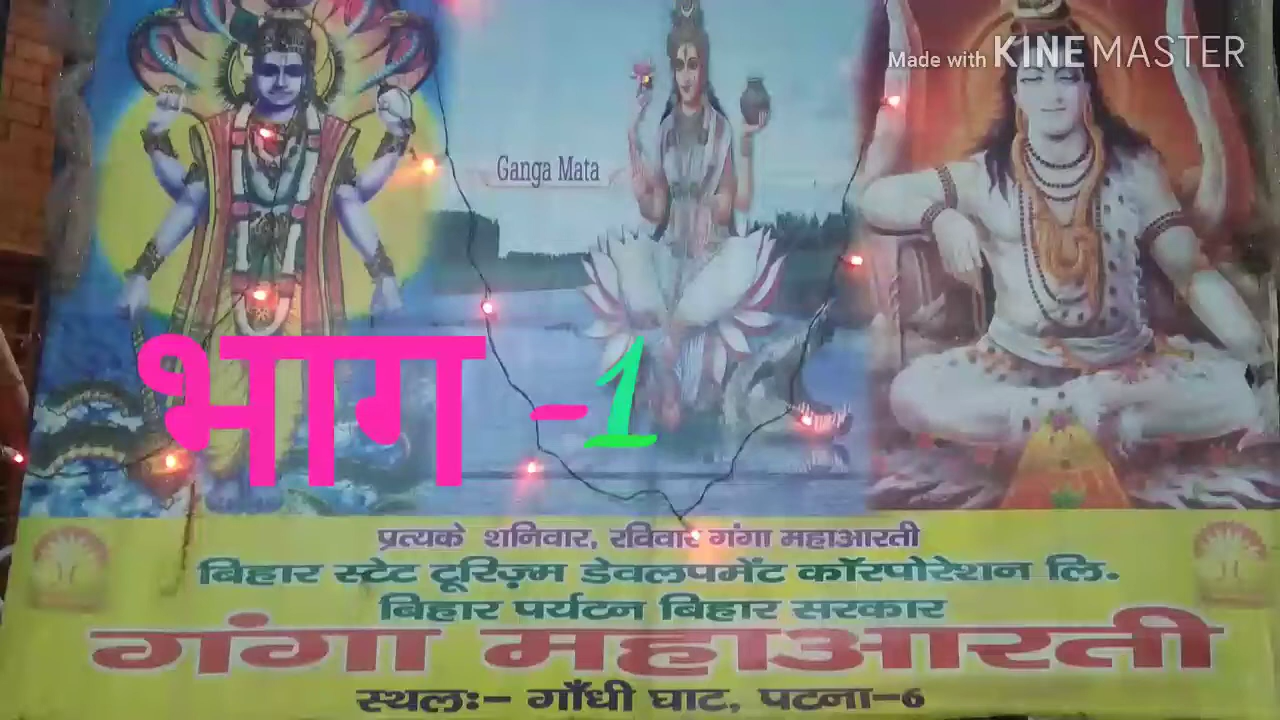 Made with KINEMASTER
Ganga Mata
भाग -1
प्रत्यके शनिवार, रविवार गंगा महाआरती
बिहार स्टेट टूरिज़्म डेवलपमेंट कॉरपोरेशन लि.
बिहार पर्यटन बिहार सरकार
गंगा महाआरती
स्थलः- गाँधी घाट, पटना-6